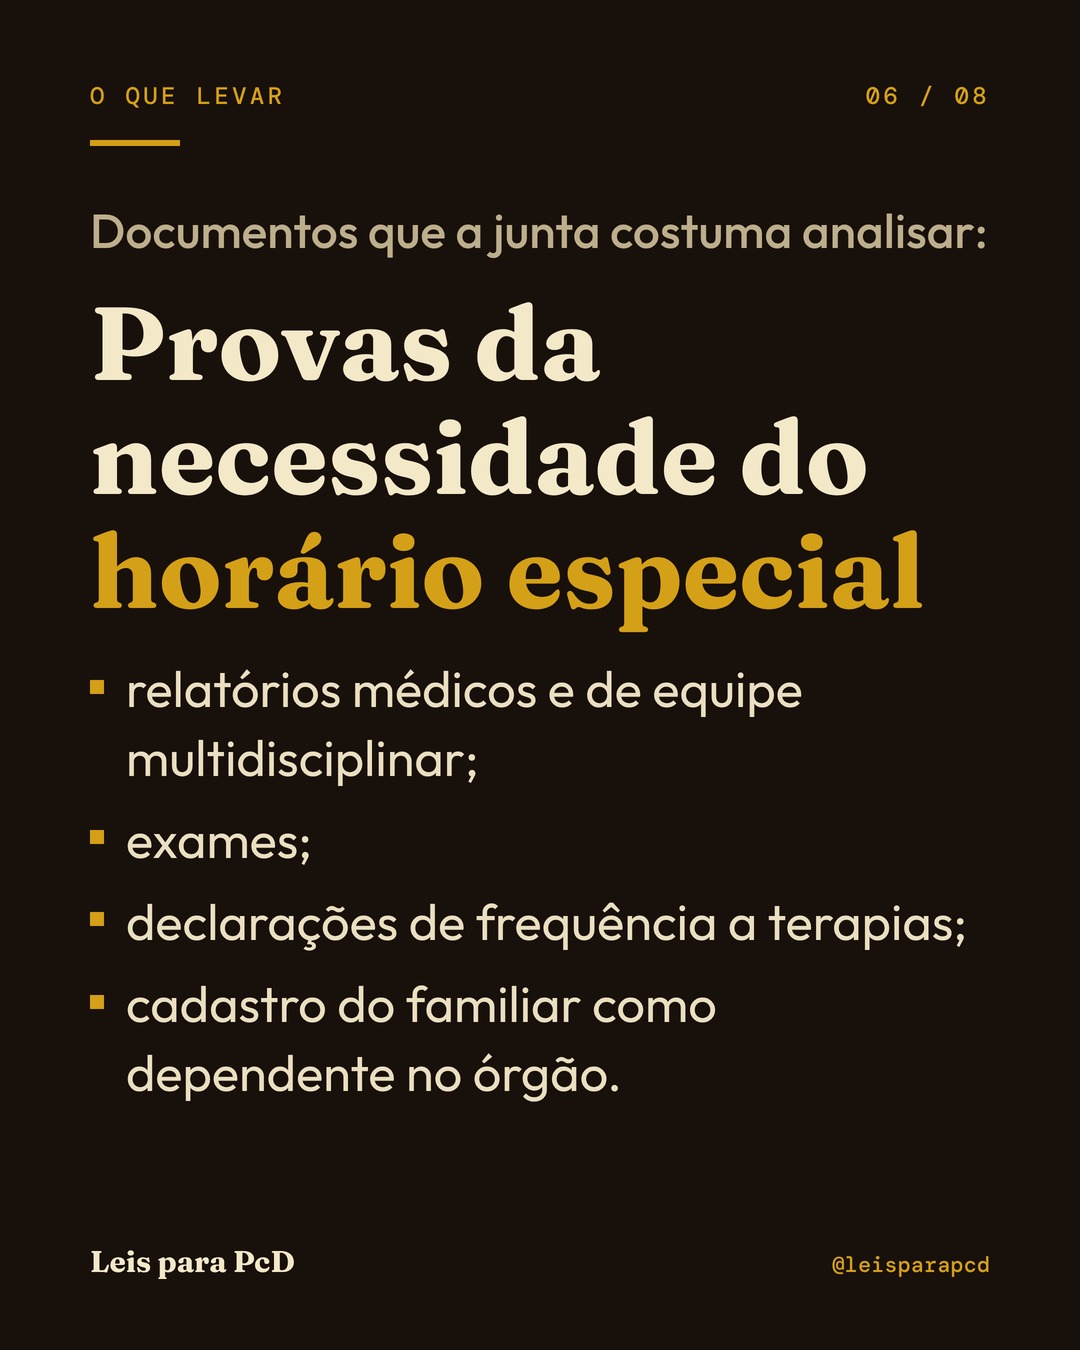 O QUE LEVAR
06 / 08
Documentos que a junta costuma analisar:
Provas da
necessidade do
horário especial
relatórios médicos e de equipe
multidisciplinar;
exames;
declarações de frequência a terapias;
cadastro do familiar como
dependente no órgão.
Leis para PcD
@leisparapcd